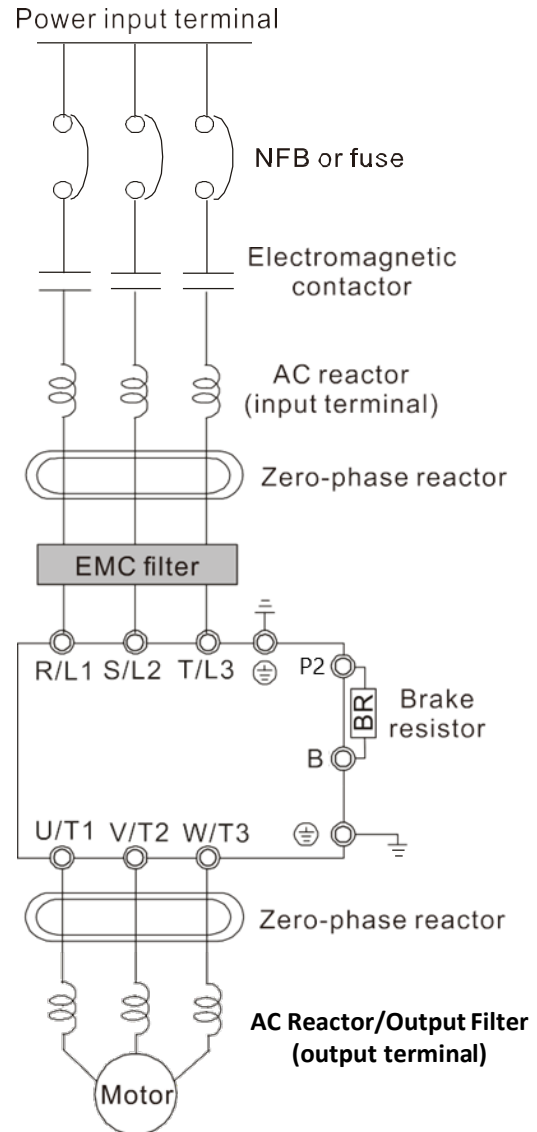 Power input terminal
NFB or fuse
Electromagnetic
contactor
AC reactor
(input terminal)
Zero-phase reactor
EMC filter
R/L1 S/L2 T/L3
P2
BR
Brake
resistor
B
U/T1 V/T2 W/T3
Zero-phase reactor
AC Reactor/Output Filter
(output terminal)
Motor